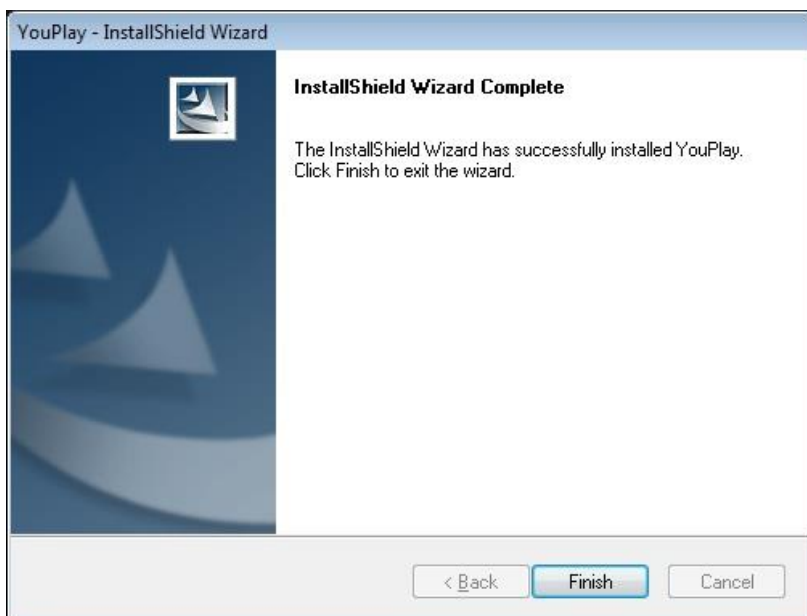 YouPlay - InstallShield Wizard
InstallShield Wizard Complete
The InstallShield Wizard has successfully installed YouPlay.
Click Finish to exit the wizard.
< Back
Finish
Cancel